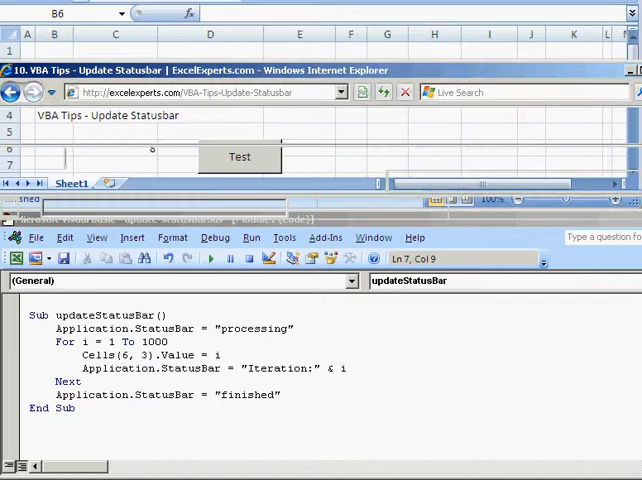 B6 fx
A B C D E F G H I J K L M
1
10. VBA Tips - Update Statusbar | ExcelExperts.com - Windows Internet Explorer
http://excelexperts.com/VBA-Tips-Update-Statusbar Live Search
4 VBA Tips - Update Statusbar
5
6
Test
7
Sheet1
100%
File Edit View Insert Format Debug Run Tools Add-Ins Window Help Type a question for
Ln 7, Col 9
(General) updateStatusBar
Sub updateStatusBar()
Application.StatusBar = "processing"
For i = 1 To 1000
Cells(6, 3).Value = i
Application.StatusBar = "Iteration:" & i
Next
Application.StatusBar = "finished"
End Sub